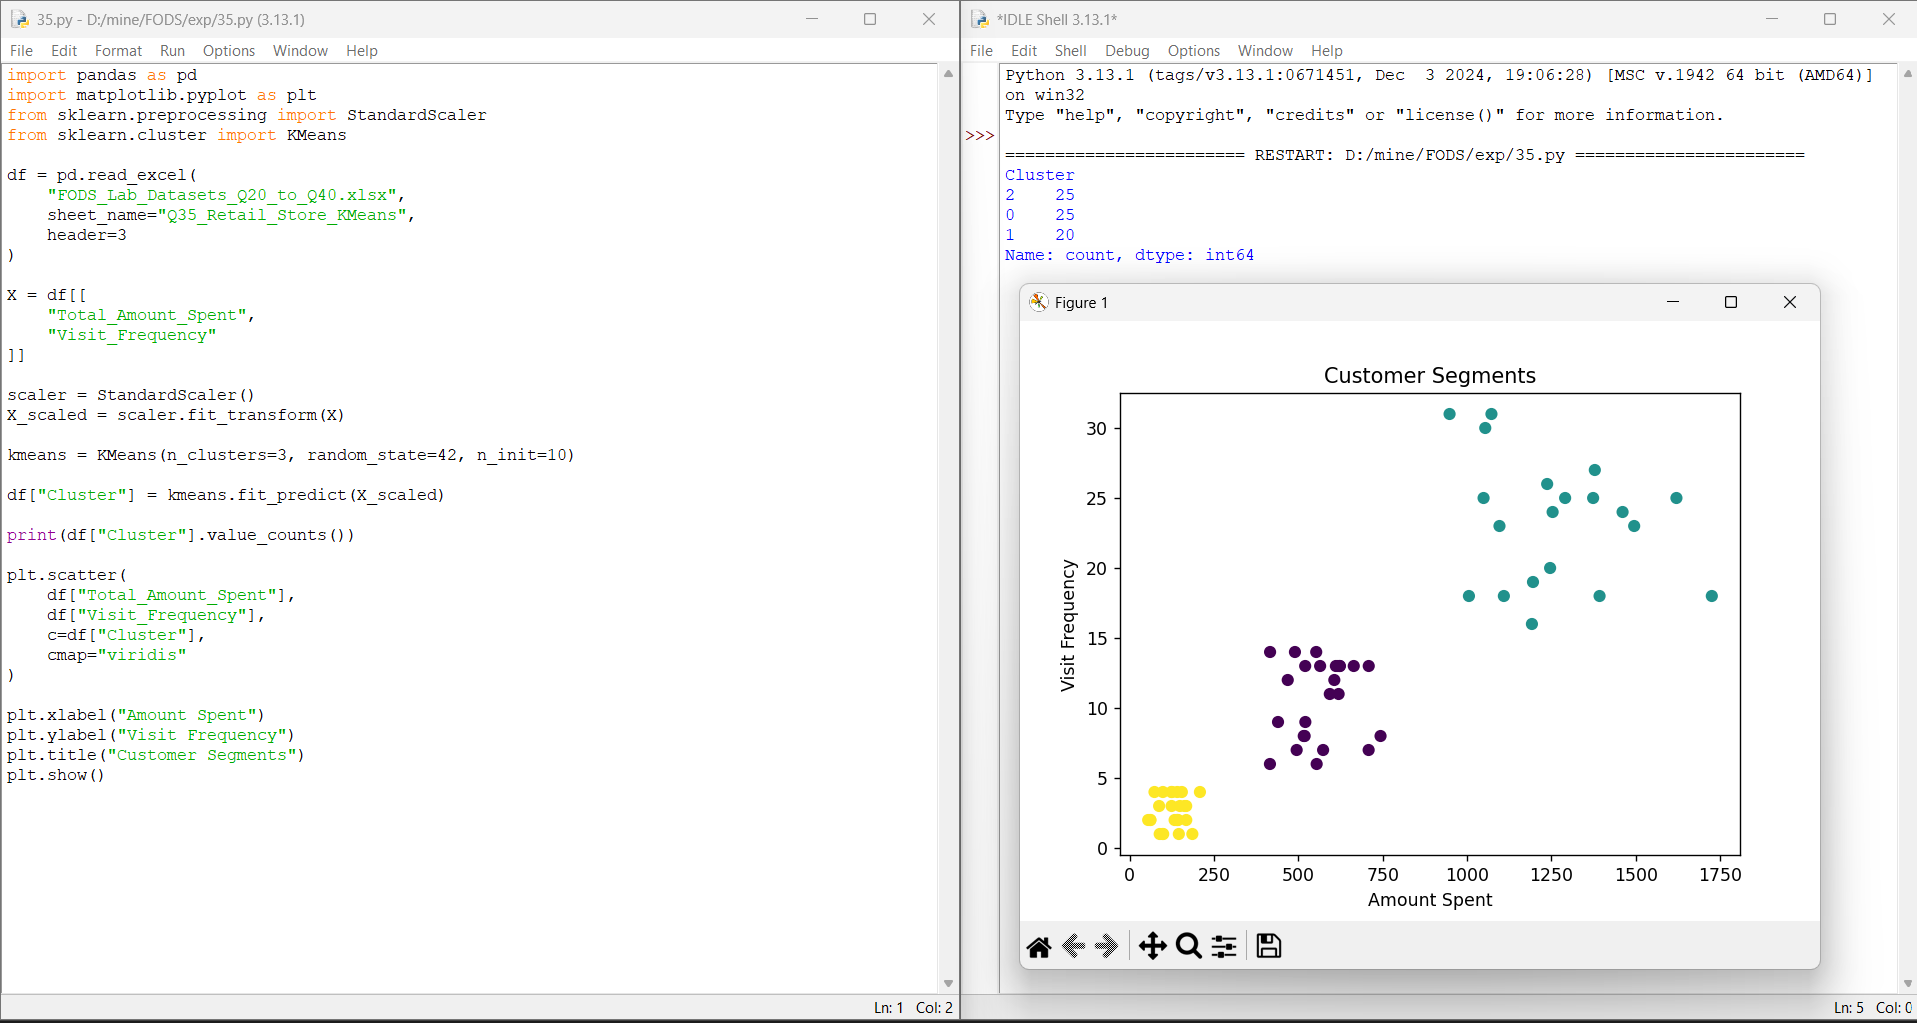 35.py - D:/mine/FODS/exp/35.py (3.13.1)
File Edit Format Run Options Window Help
import pandas as pd
import matplotlib.pyplot as plt
from sklearn.preprocessing import StandardScaler
from sklearn.cluster import KMeans
df = pd.read_excel(
    "FODS_Lab_Datasets_Q20_to_Q40.xlsx",
    sheet_name="Q35_Retail_Store_KMeans",
    header=3
)
X = df[[
    "Total_Amount_Spent",
    "Visit_Frequency"
]]
scaler = StandardScaler()
X_scaled = scaler.fit_transform(X)
kmeans = KMeans(n_clusters=3, random_state=42, n_init=10)
df["Cluster"] = kmeans.fit_predict(X_scaled)
print(df["Cluster"].value_counts())
plt.scatter(
    df["Total_Amount_Spent"],
    df["Visit_Frequency"],
    c=df["Cluster"],
    cmap="viridis"
)
plt.xlabel("Amount Spent")
plt.ylabel("Visit Frequency")
plt.title("Customer Segments")
plt.show()
Ln: 1 Col: 2
*IDLE Shell 3.13.1*
File Edit Shell Debug Options Window Help
Python 3.13.1 (tags/v3.13.1:0671451, Dec  3 2024, 19:06:28) [MSC v.1942 64 bit (AMD64)]
on win32
Type "help", "copyright", "credits" or "license()" for more information.
>>>
======================== RESTART: D:/mine/FODS/exp/35.py =======================
Cluster
2    25
0    25
1    20
Name: count, dtype: int64
Figure 1
Customer Segments
30
25
20
15
10
5
0
Visit Frequency
0 250 500 750 1000 1250 1500 1750
Amount Spent
Ln: 5 Col: 0